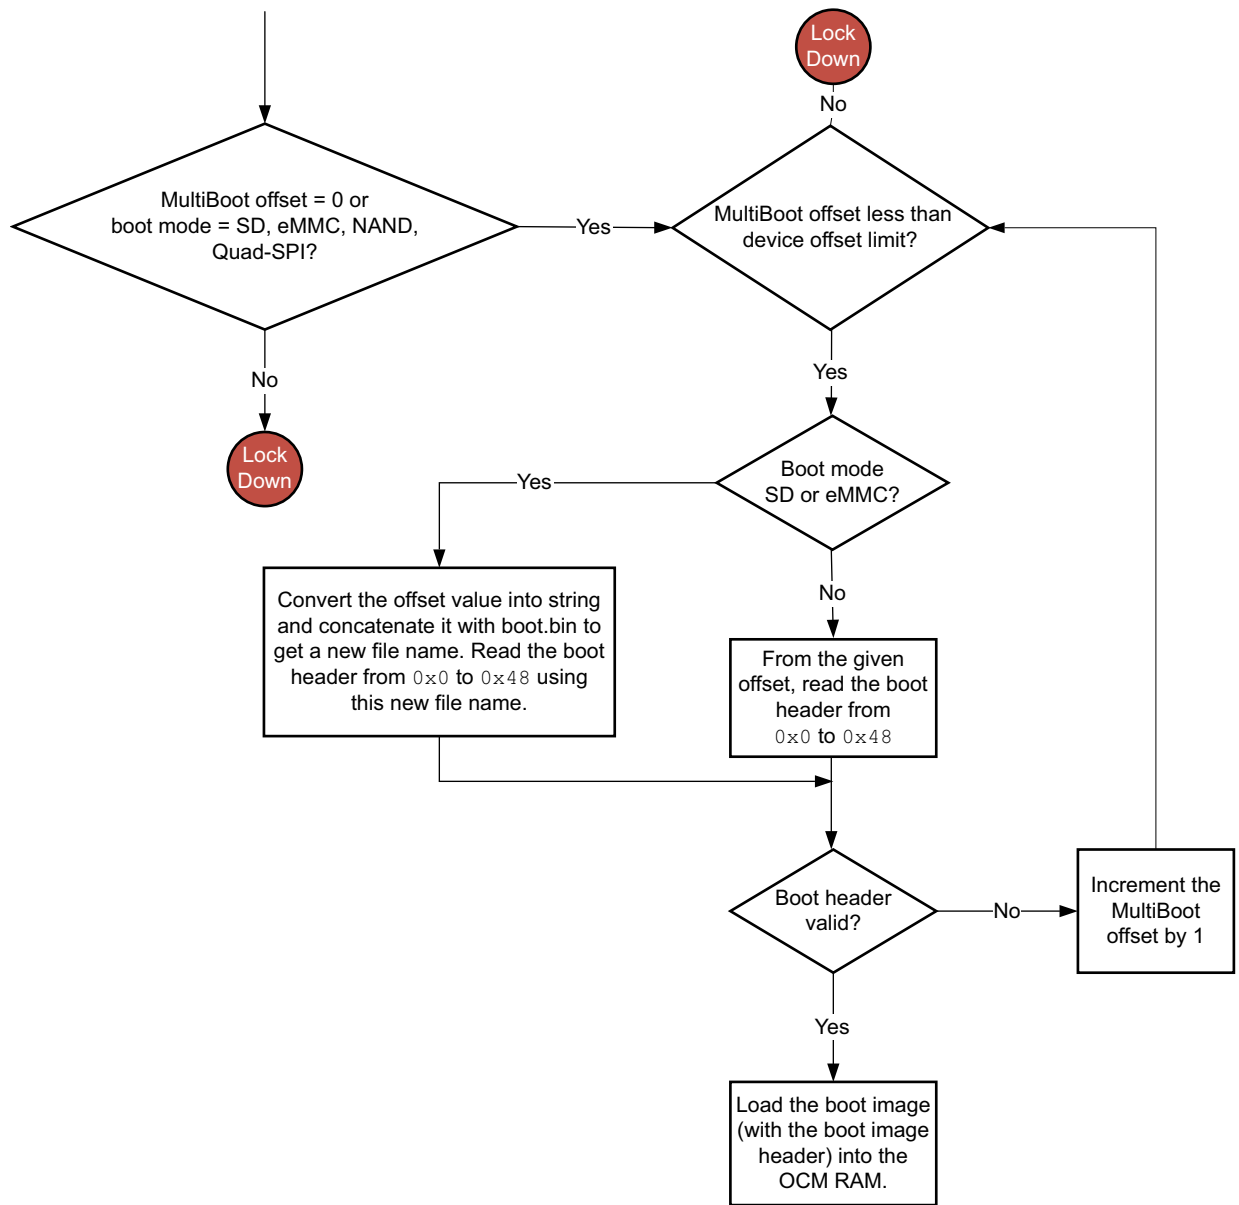 Lock
Down
No
MultiBoot offset = 0 or
boot mode = SD, eMMC, NAND,
Quad-SPI?
Yes
MultiBoot offset less than
device offset limit?
No
Lock
Down
Yes
Boot mode
SD or eMMC?
Yes
No
Convert the offset value into string
and concatenate it with boot.bin to
get a new file name. Read the boot
header from 0x0 to 0x48 using
this new file name.
From the given
offset, read the boot
header from
0x0 to 0x48
Boot header
valid?
No
Increment the
MultiBoot
offset by 1
Yes
Load the boot image
(with the boot image
header) into the
OCM RAM.